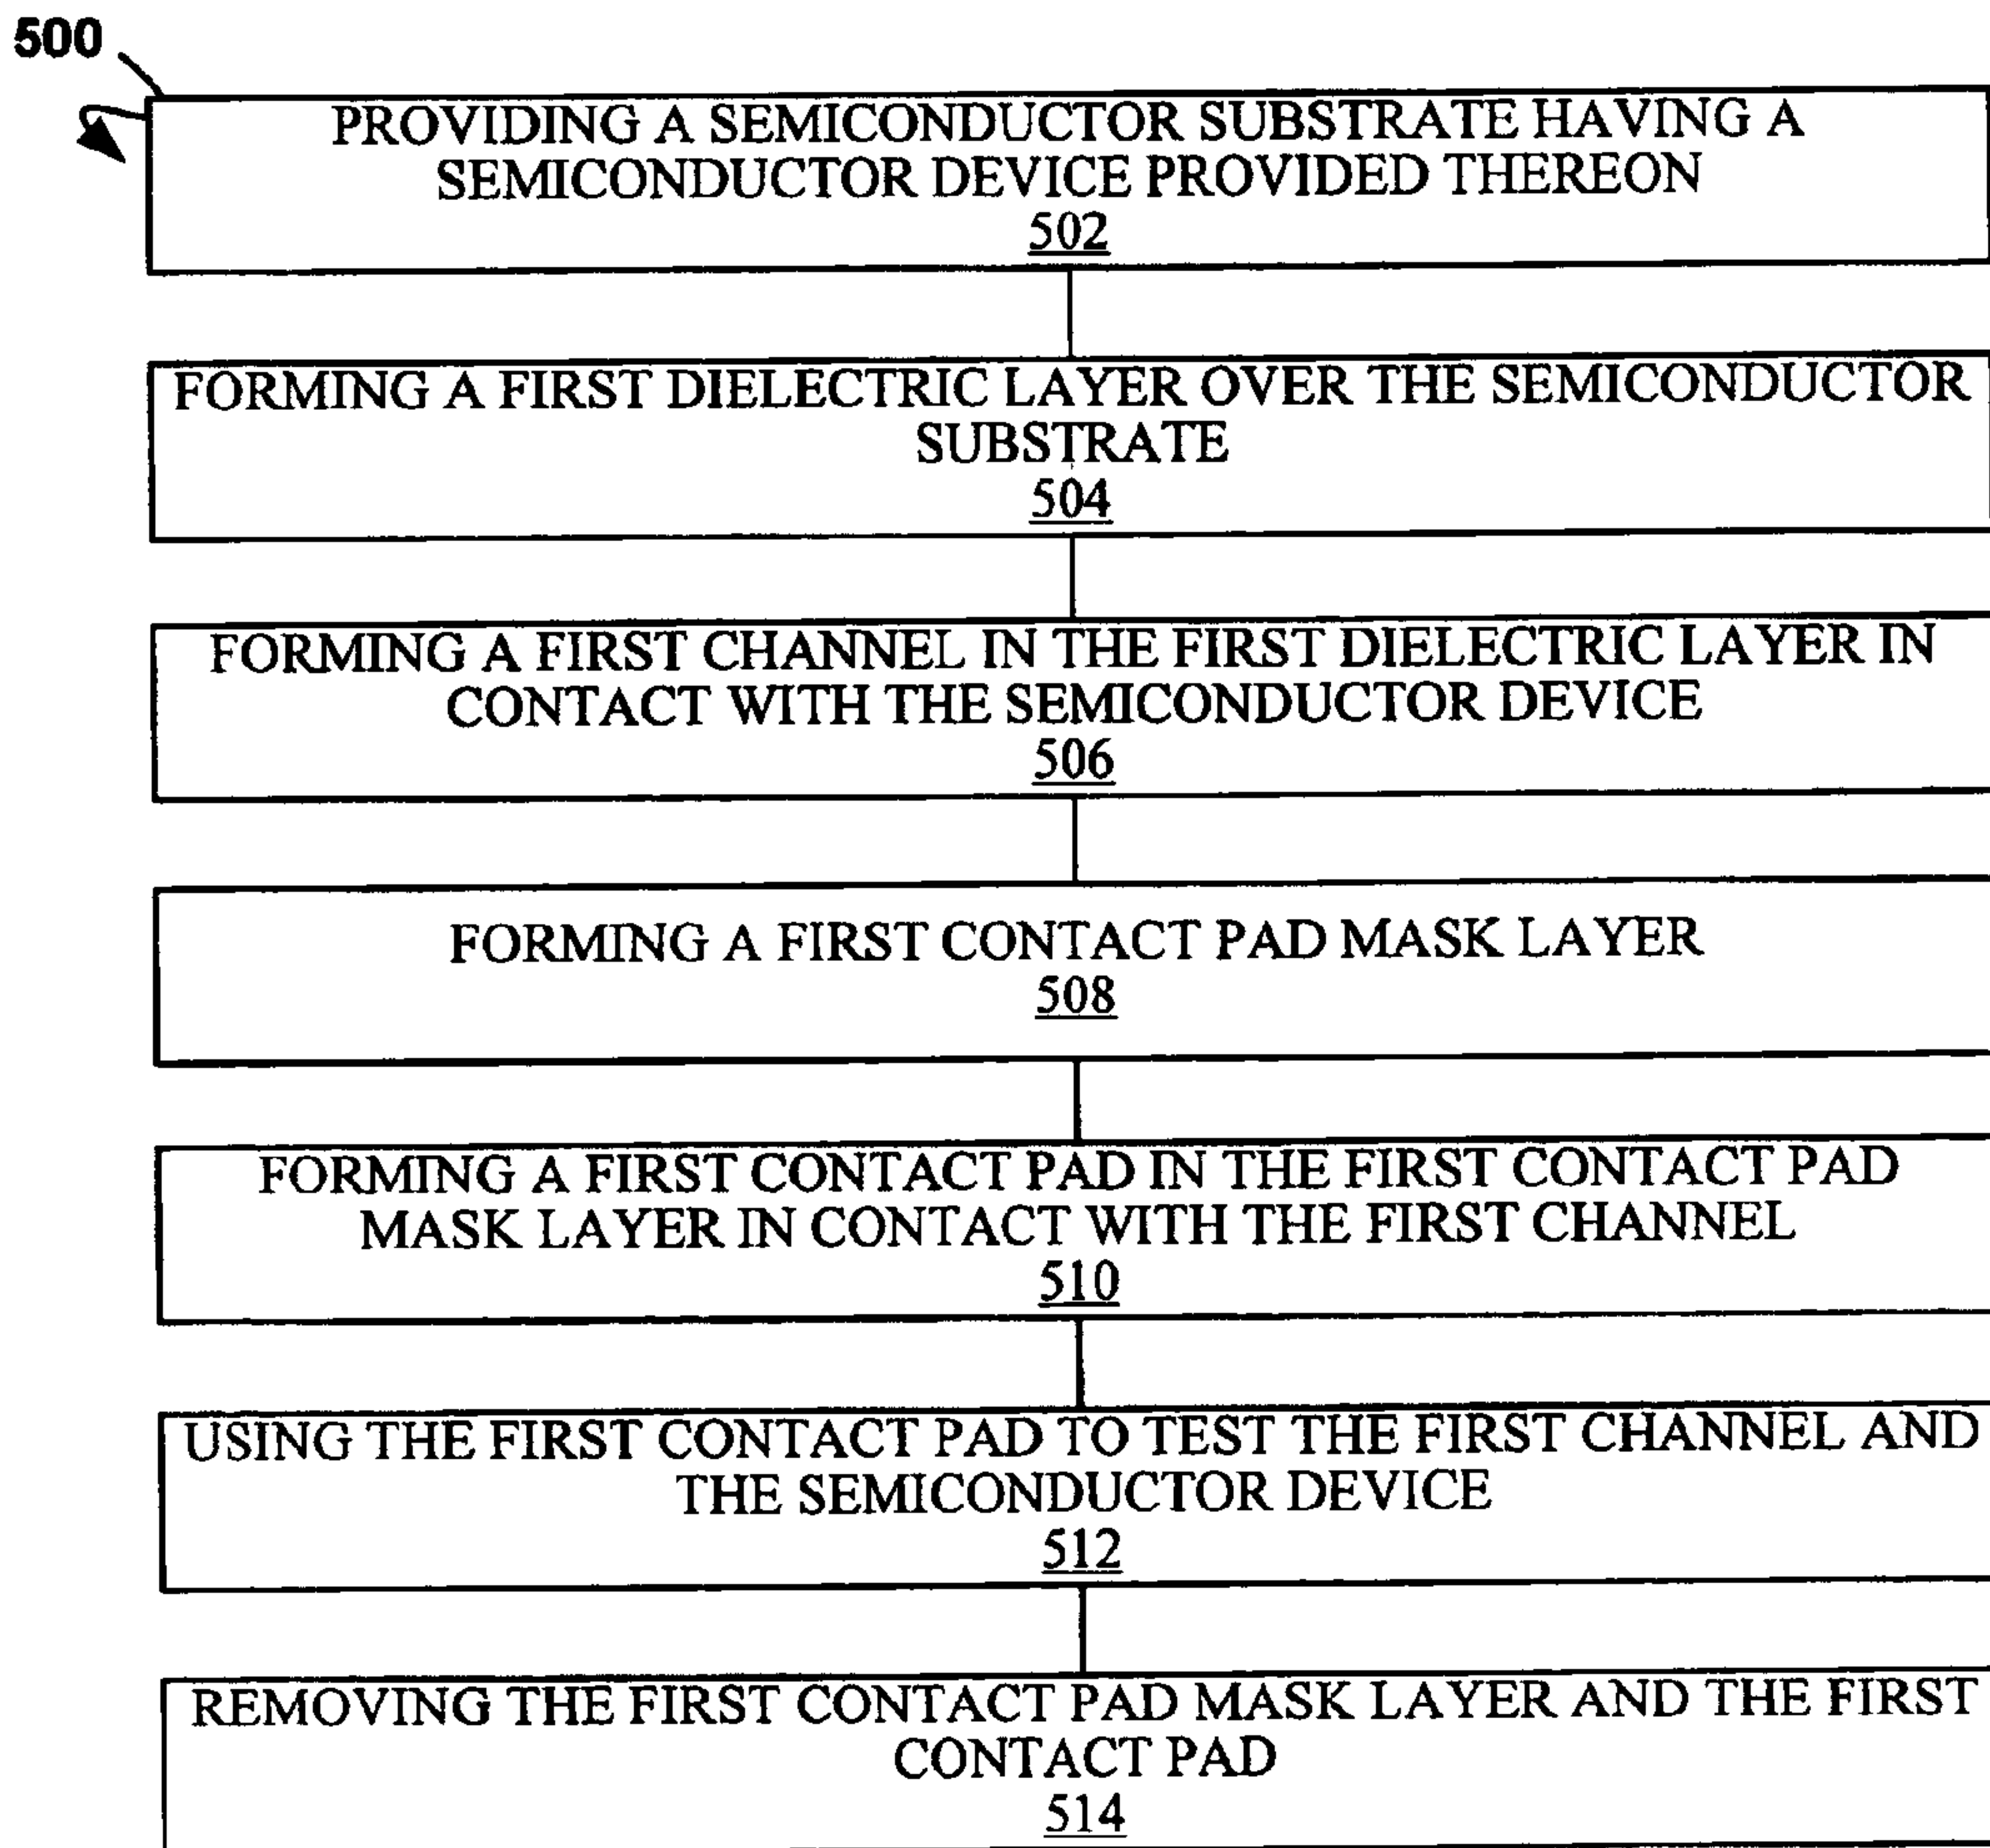 500
PROVIDING A SEMICONDUCTOR SUBSTRATE HAVING A
SEMICONDUCTOR DEVICE PROVIDED THEREON
502
FORMING A FIRST DIELECTRIC LAYER OVER THE SEMICONDUCTOR
SUBSTRATE
504
FORMING A FIRST CHANNEL IN THE FIRST DIELECTRIC LAYER IN
CONTACT WITH THE SEMICONDUCTOR DEVICE
506
FORMING A FIRST CONTACT PAD MASK LAYER
508
FORMING A FIRST CONTACT PAD IN THE FIRST CONTACT PAD
MASK LAYER IN CONTACT WITH THE FIRST CHANNEL
510
USING THE FIRST CONTACT PAD TO TEST THE FIRST CHANNEL AND
THE SEMICONDUCTOR DEVICE
512
REMOVING THE FIRST CONTACT PAD MASK LAYER AND THE FIRST
CONTACT PAD
514